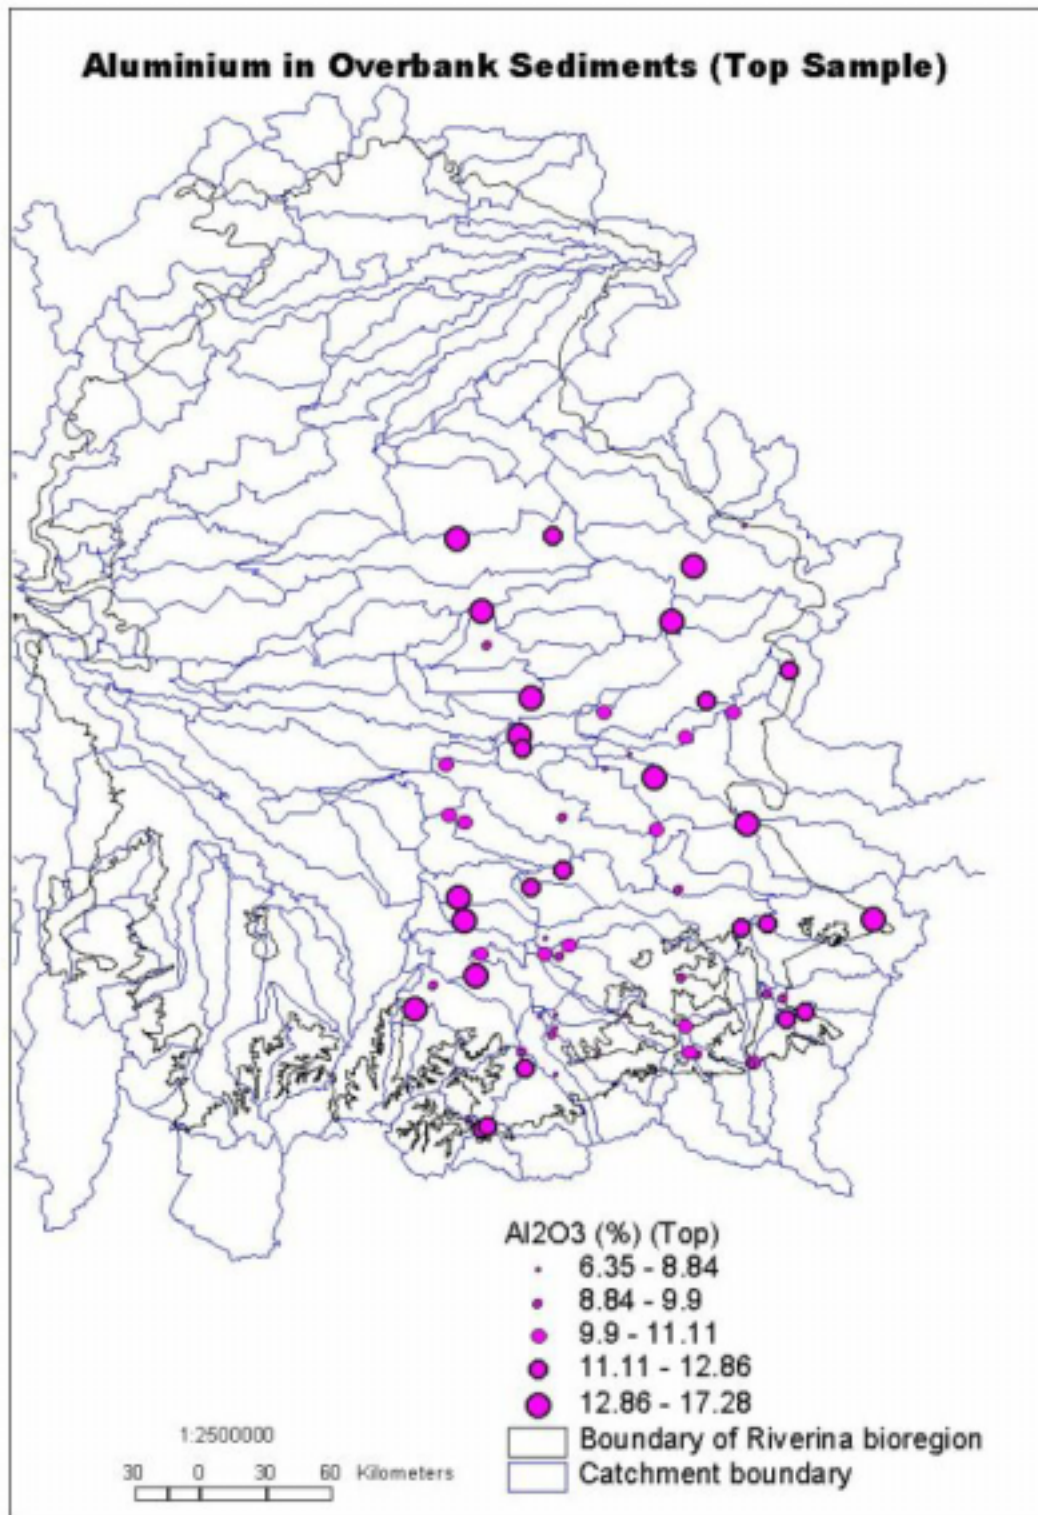 Aluminium in Overbank Sediments (Top Sample)
Al2O3 (%) (Top)
6.35 - 8.84
8.84 - 9.9
9.9 - 11.11
11.11 - 12.86
12.86 - 17.28
Boundary of Riverina bioregion
Catchment boundary
1:2500000
30 0 30 60 Kilometers